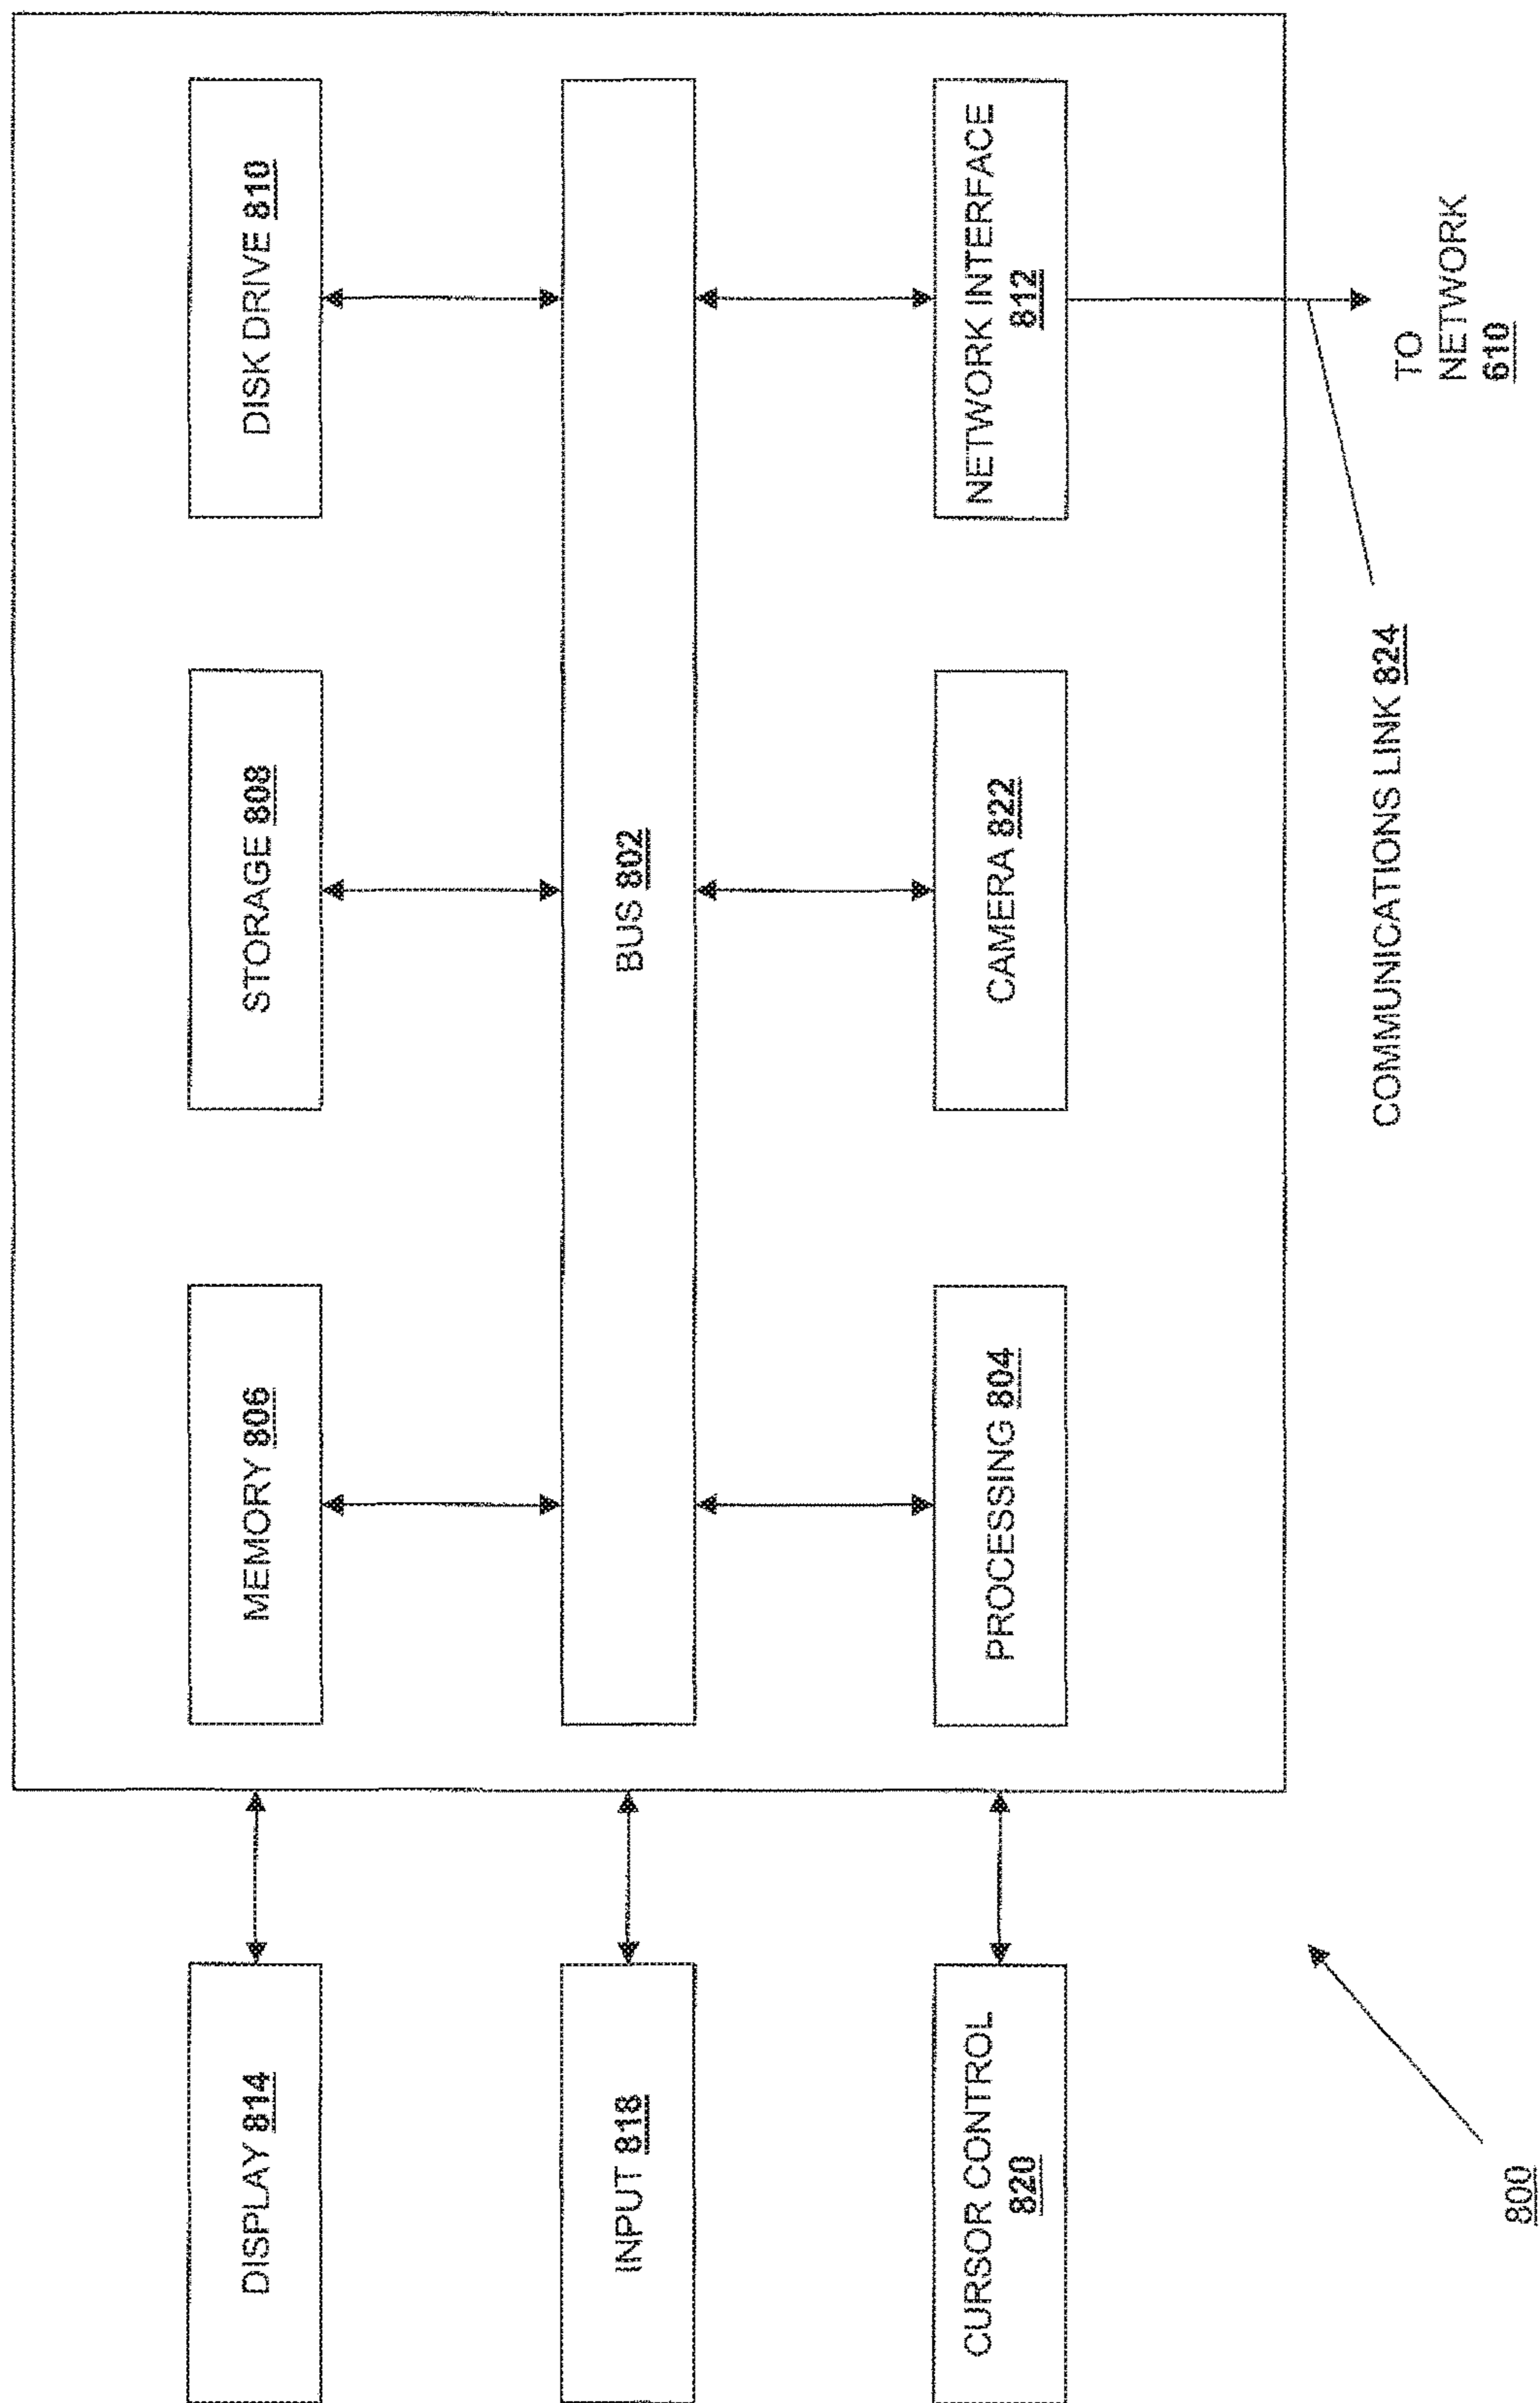 DISPLAY 814
MEMORY 806
STORAGE 808
DISK DRIVE 810
INPUT 818
BUS 802
CURSOR CONTROL
820
PROCESSING 804
CAMERA 822
NETWORK INTERFACE
812
COMMUNICATIONS LINK 824
TO
NETWORK
610
800